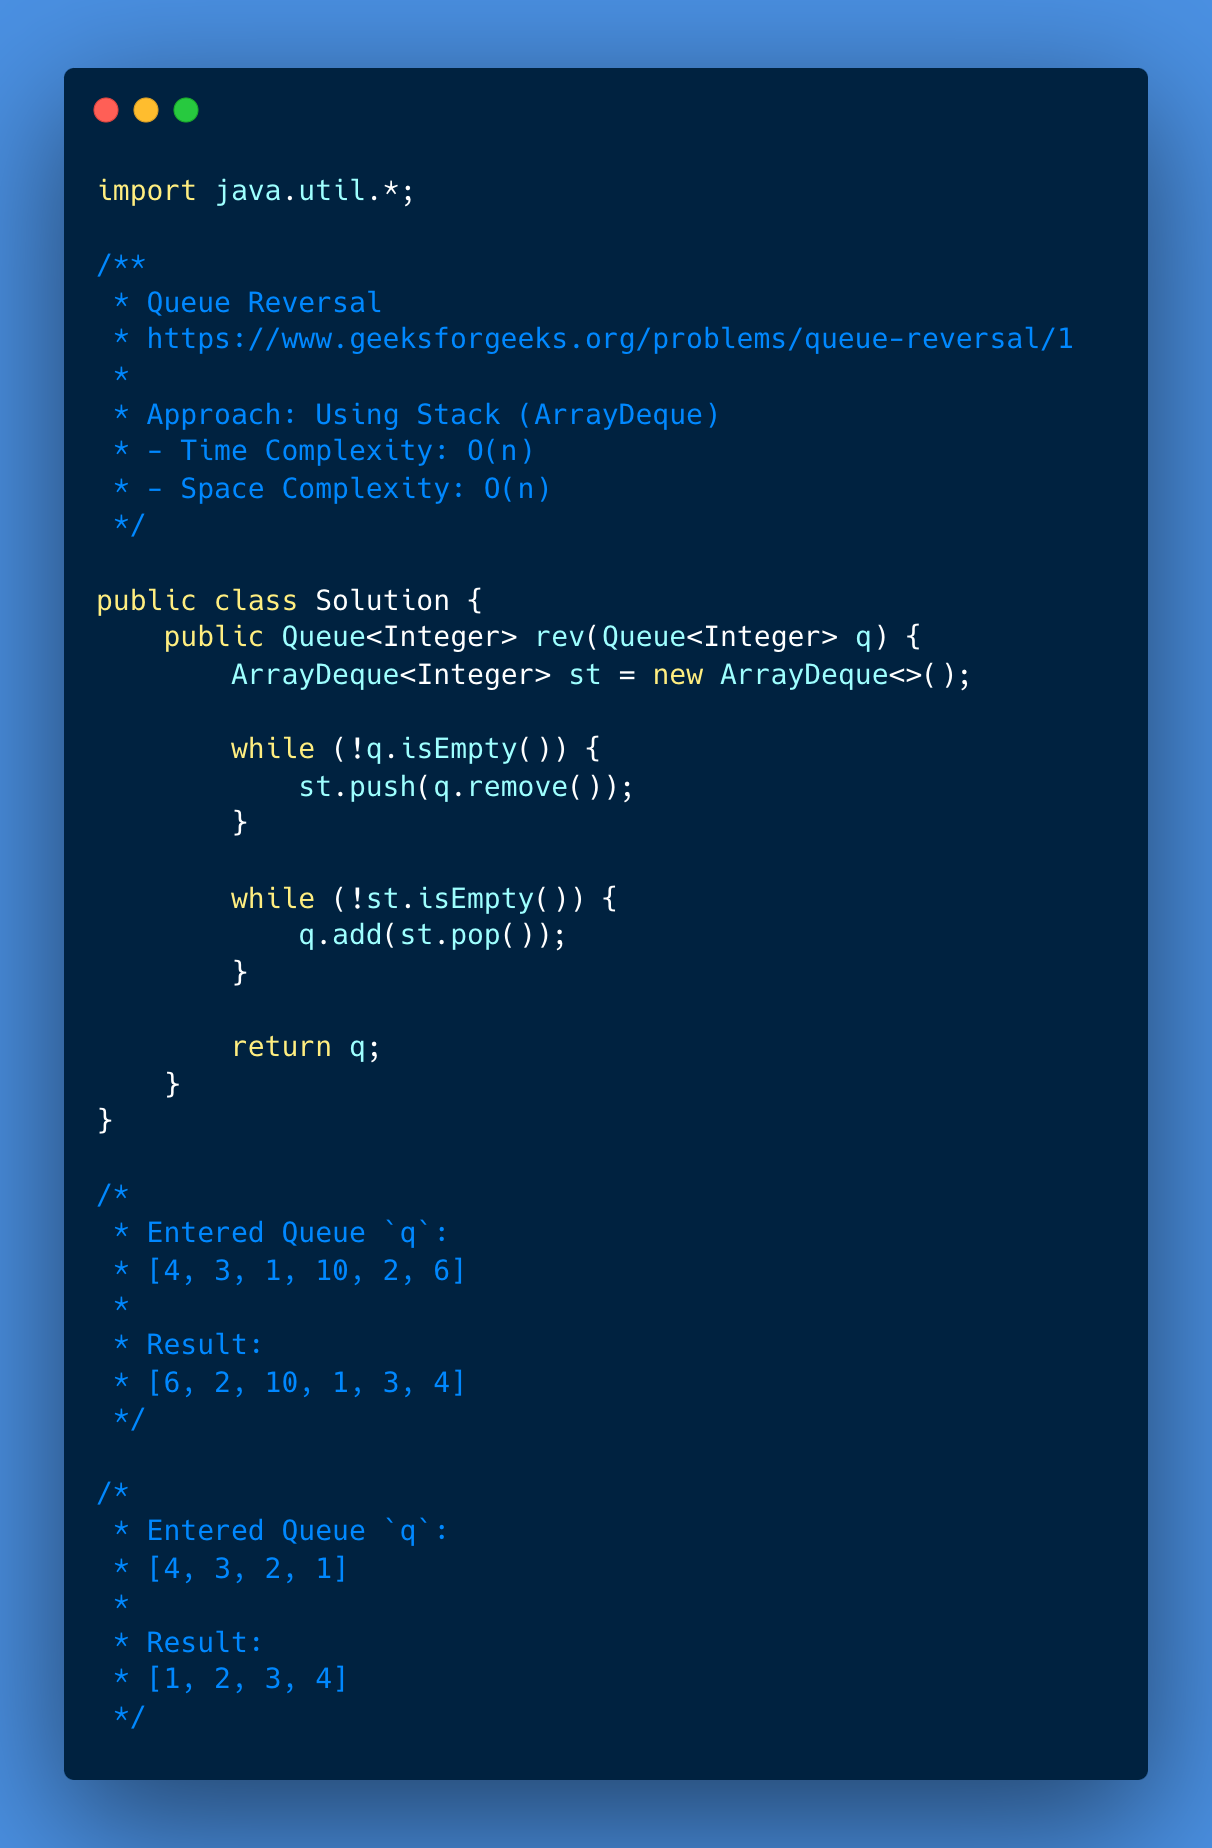 import java.util.*;

/**
 * Queue Reversal
 * https://www.geeksforgeeks.org/problems/queue-reversal/1
 *
 * Approach: Using Stack (ArrayDeque)
 * - Time Complexity: O(n)
 * - Space Complexity: O(n)
 */

public class Solution {
    public Queue<Integer> rev(Queue<Integer> q) {
        ArrayDeque<Integer> st = new ArrayDeque<>();

        while (!q.isEmpty()) {
            st.push(q.remove());
        }

        while (!st.isEmpty()) {
            q.add(st.pop());
        }

        return q;
    }
}

/*
 * Entered Queue `q`:
 * [4, 3, 1, 10, 2, 6]
 *
 * Result:
 * [6, 2, 10, 1, 3, 4]
 */

/*
 * Entered Queue `q`:
 * [4, 3, 2, 1]
 *
 * Result:
 * [1, 2, 3, 4]
 */